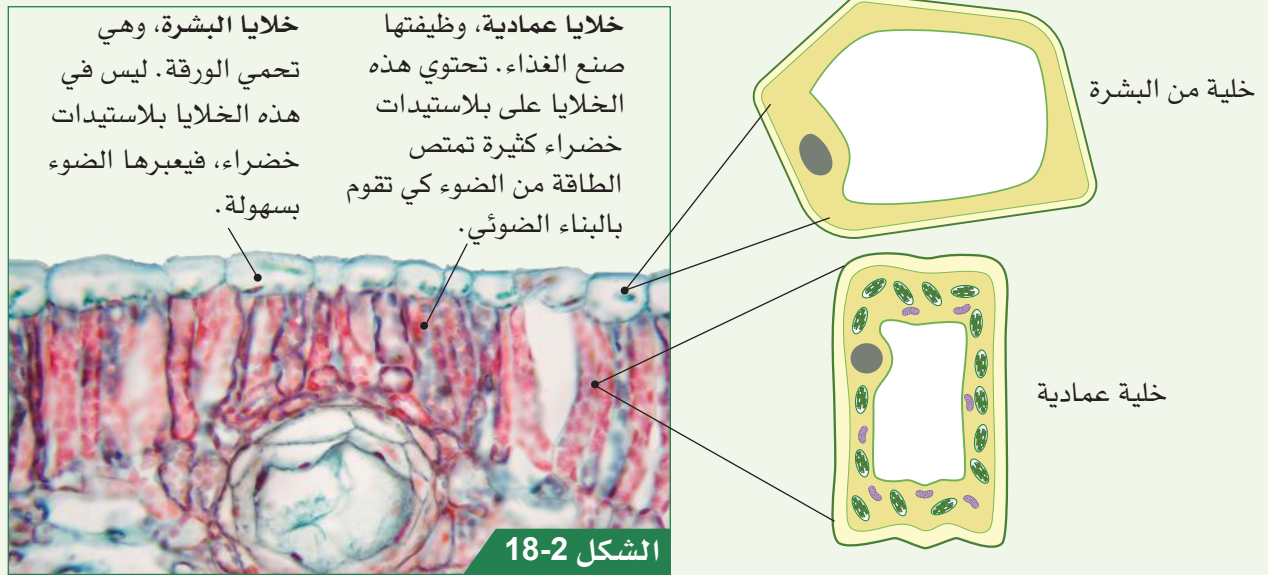 خلايا البشرة، وهي
تحمي الورقة. ليس في
هذه الخلايا بلاستيدات
خضراء، فيعبرها الضوء
بسهولة.
خلايا عمادية، وظيفتها
صنع الغذاء. تحتوي هذه
الخلايا على بلاستيدات
خضراء كثيرة تمتص
الطاقة من الضوء كي تقوم
بالبناء الضوئي.
خلية من البشرة
خلية عمادية
الشكل 2-18